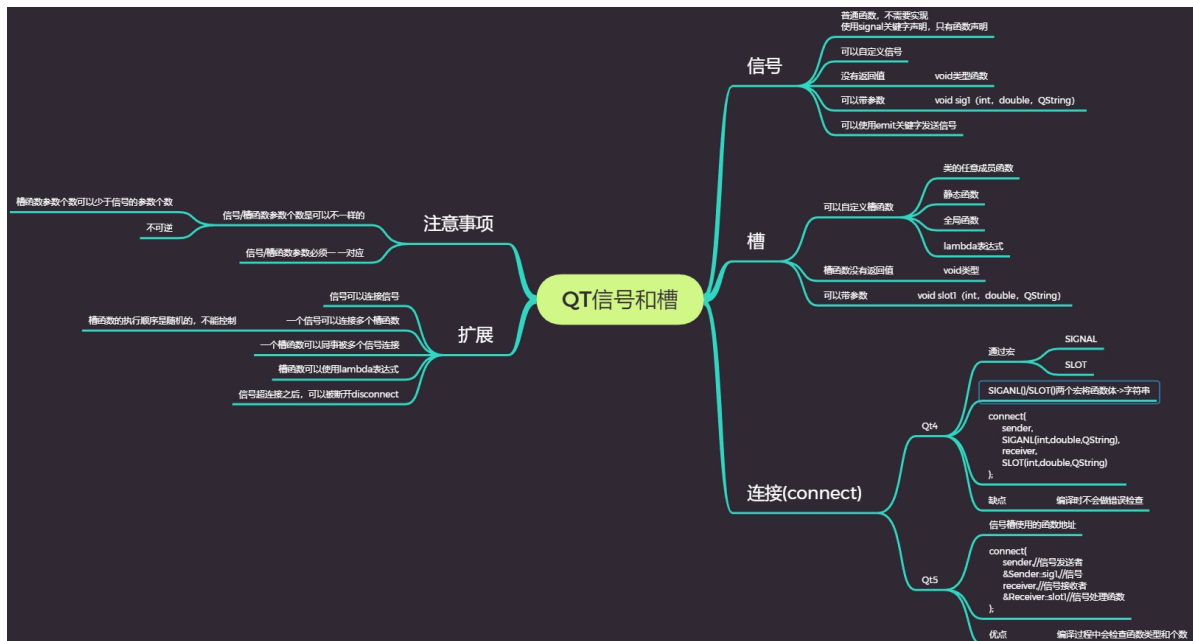 QT信号和槽
信号
普通函数，不需要实现
使用signal关键字声明，只有函数声明
可以自定义信号
没有返回值
void类型函数
可以带参数
void sig1（int，double，QString）
可以使用emit关键字发送信号
槽
可以自定义槽函数
类的任意成员函数
静态函数
全局函数
lambda表达式
槽函数没有返回值
void类型
可以带参数
void slot1（int，double，QString）
连接(connect)
Qt4
通过宏
SIGNAL
SLOT
SIGANL()/SLOT()两个宏将函数体->字符串
connect(
sender,
SIGANL(int,double,QString),
receiver,
SLOT(int,double,QString)
);
缺点
编译时不会做错误检查
Qt5
信号槽使用的函数地址
connect(
sender,//信号发送者
&Sender::sig1,//信号
receiver,//信号接收者
&Receiver::slot1//信号处理函数
);
优点
编译过程中会检查函数类型和个数
注意事项
信号/槽函数参数个数是可以不一样的
槽函数参数个数可以少于信号的参数个数
不可逆
信号/槽函数参数必须一一对应
扩展
信号可以连接信号
一个信号可以连接多个槽函数
槽函数的执行顺序是随机的，不能控制
一个槽函数可以同事被多个信号连接
槽函数可以使用lambda表达式
信号超连接之后，可以被断开disconnect